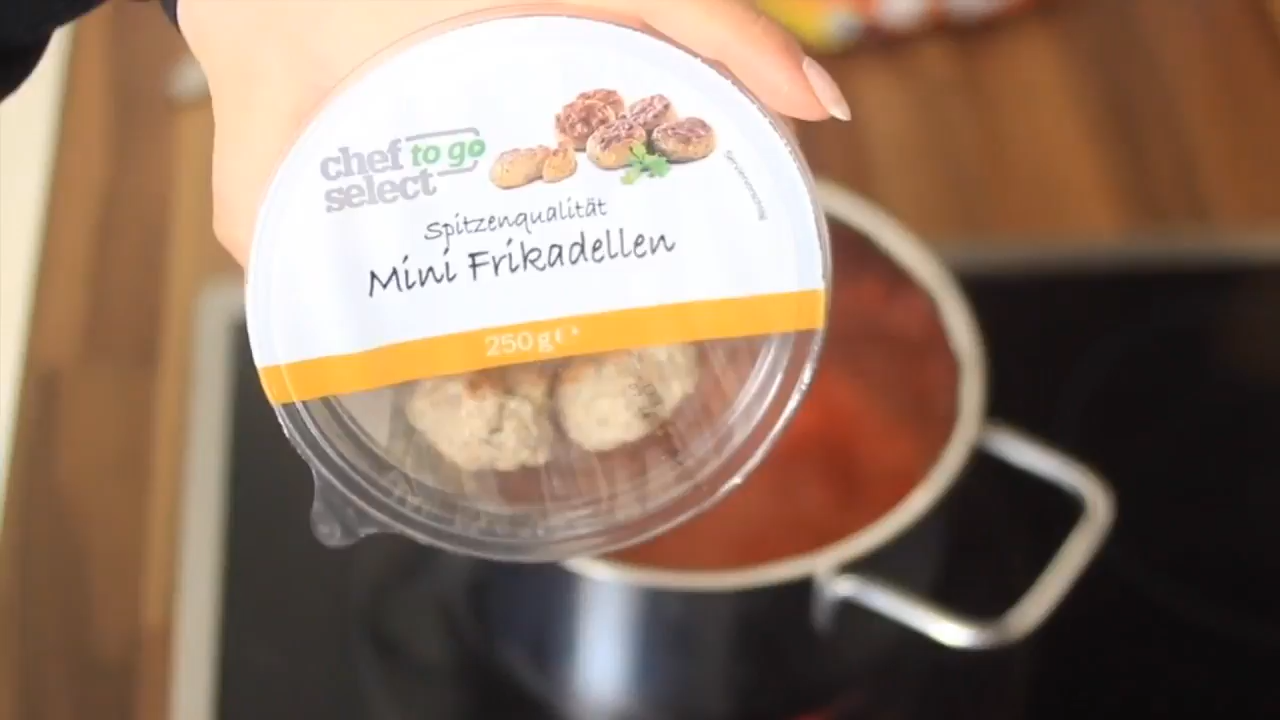 chef to go
select
Spitzenqualität
Mini Frikadellen
250 g e